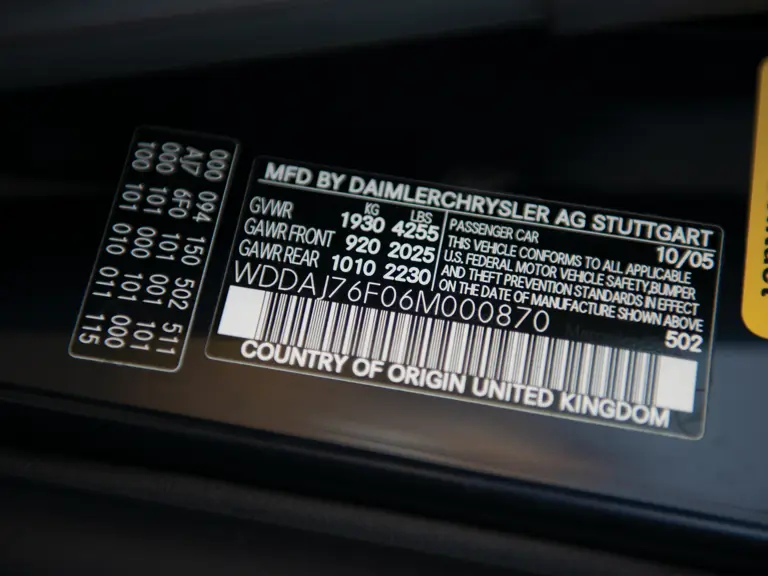 000 094 150 502 511
A17 6F0 000 001 101
000 101
100 101 010 011 115
000
MFD BY DAIMLERCHRYSLER AG STUTTGART
KG LBS
GVWR 1930 4255
GAWR FRONT 920 2025
GAWR REAR 1010 2230
PASSENGER CAR 10/05
THIS VEHICLE CONFORMS TO ALL APPLICABLE
U.S. FEDERAL MOTOR VEHICLE SAFETY,BUMPER
AND THEFT PREVENTION STANDARDS IN EFFECT
ON THE DATE OF MANUFACTURE SHOWN ABOVE
WDDAJ76F06M000870
502
COUNTRY OF ORIGIN UNITED KINGDOM